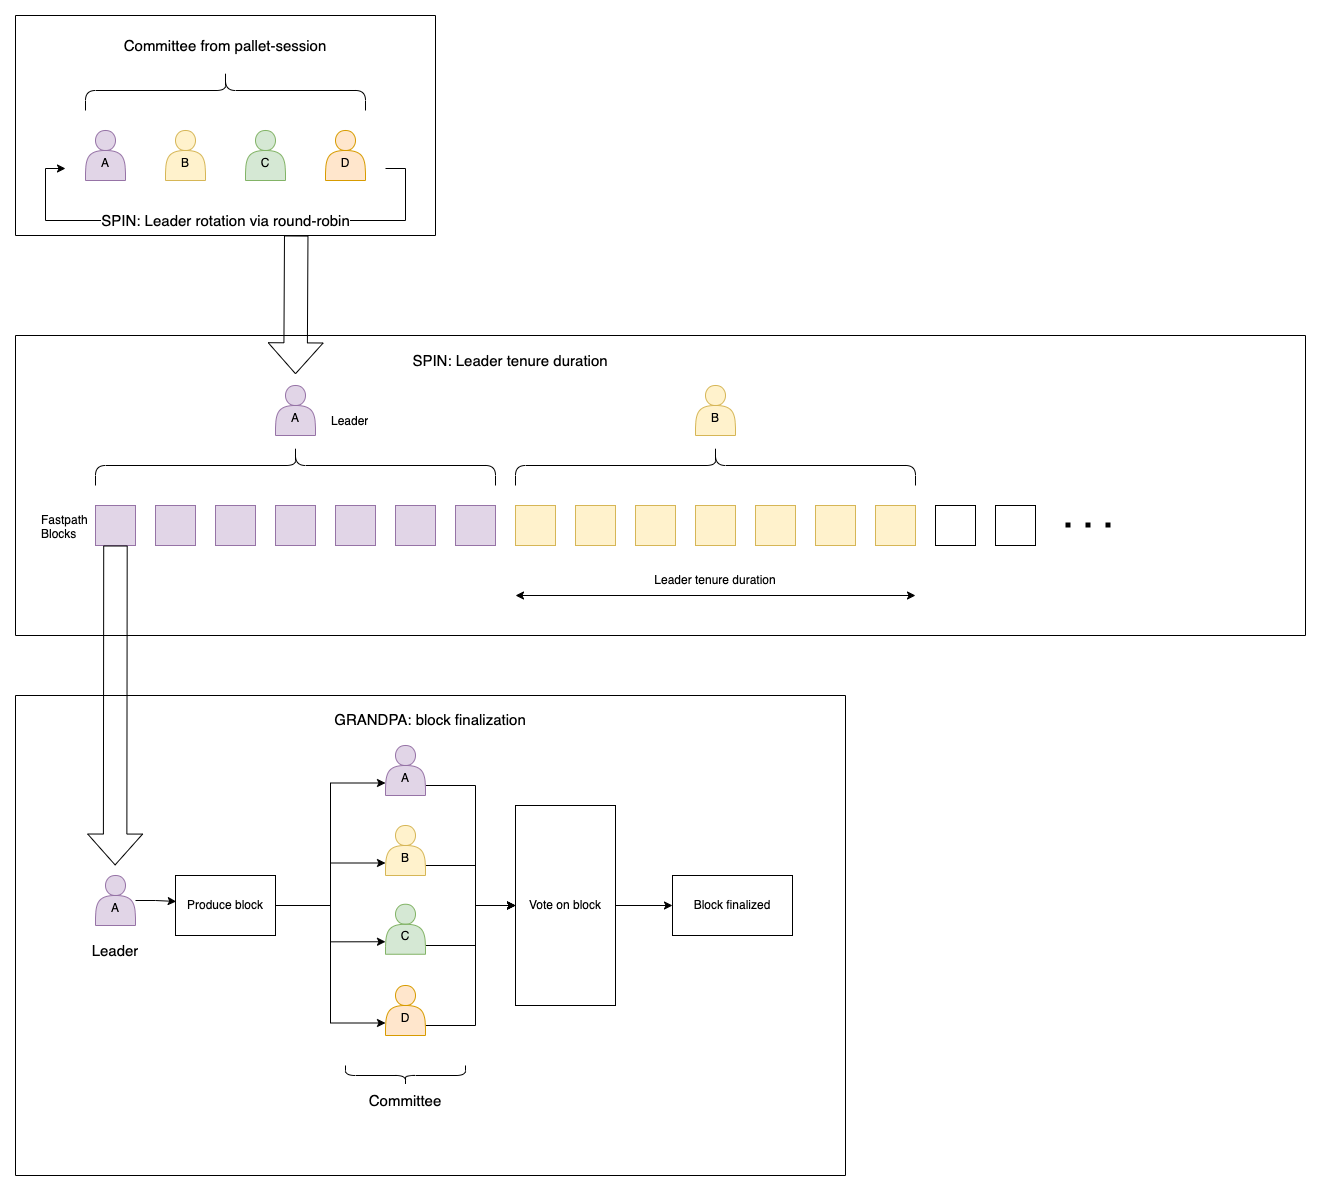 Committee from pallet-session
A
B
C
D
SPIN: Leader rotation via round-robin
SPIN: Leader tenure duration
A
Leader
B
Fastpath
Blocks
Leader tenure duration
GRANDPA: block finalization
A
B
C
D
A
Leader
Produce block
Vote on block
Block finalized
Committee